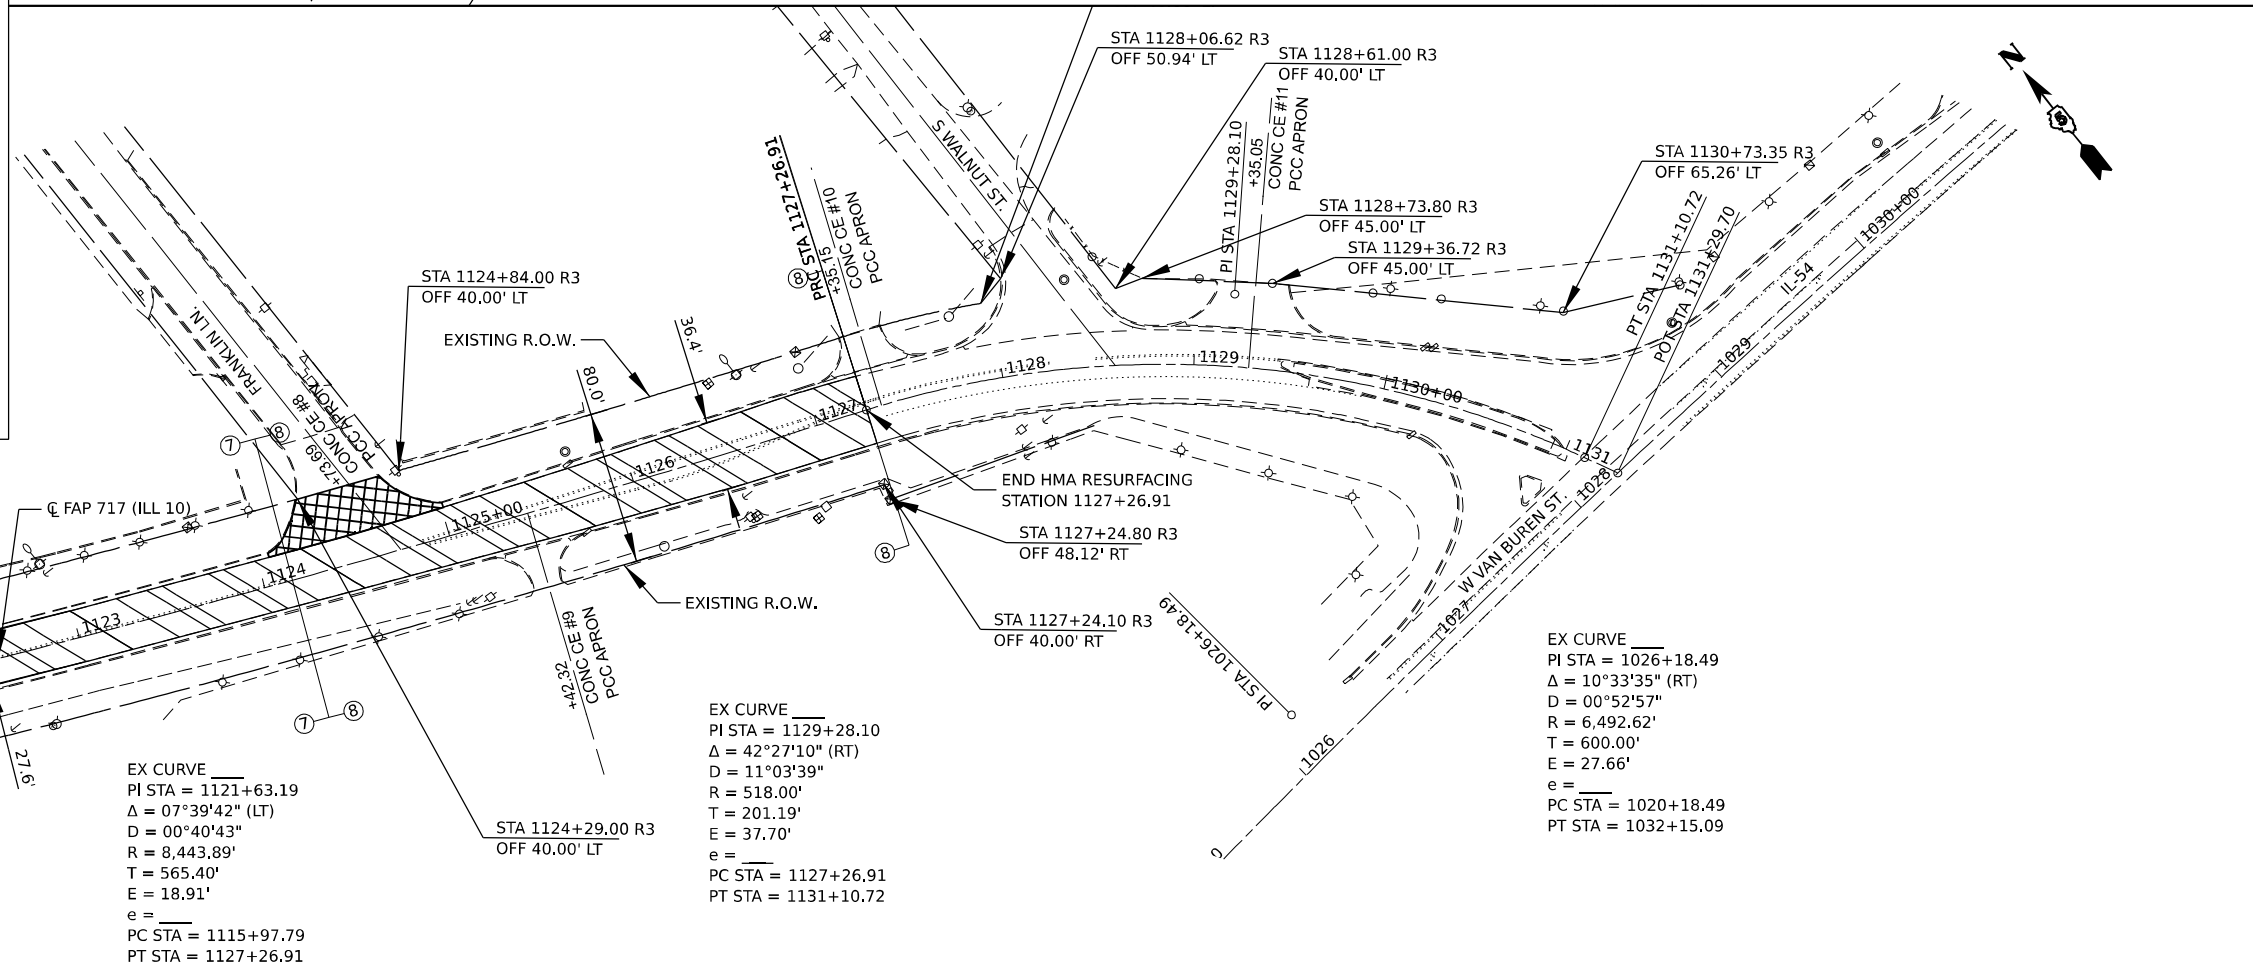 STA 1128+06.62 R3
OFF 50.94' LT
STA 1128+61.00 R3
OFF 40.00' LT
N
5
S WALNUT ST.
PRC STA 1127+26.91
+35.15
CONC CE #10
PCC APRON
8
PI STA 1129+28.10
+35.05
CONC CE #11
PCC APRON
STA 1130+73.35 R3
OFF 65.26' LT
STA 1128+73.80 R3
OFF 45.00' LT
STA 1129+36.72 R3
OFF 45.00' LT
PT STA 1131+10.72
POT STA 1131+29.70
1030+00
IL-54
1029
STA 1124+84.00 R3
OFF 40.00' LT
EXISTING R.O.W.
36.4'
80.0'
FRANKLIN LN.
+73.69
CONC CE #8
PCC APRON
7
8
1123
1124
1125+00
1126
1127
1128
1129
1130+00
1131
℄ FAP 717 (ILL 10)
END HMA RESURFACING
STATION 1127+26.91
STA 1127+24.80 R3
OFF 48.12' RT
8
EXISTING R.O.W.
STA 1127+24.10 R3
OFF 40.00' RT
W VAN BUREN ST.
1028
1027
1026
0
PI STA 1026+18.49
+42.32
CONC CE #9
PCC APRON
7
8
27.6'
STA 1124+29.00 R3
OFF 40.00' LT
EX CURVE ___
PI STA = 1121+63.19
Δ = 07°39'42" (LT)
D = 00°40'43"
R = 8,443.89'
T = 565.40'
E = 18.91'
e = ___
PC STA = 1115+97.79
PT STA = 1127+26.91
EX CURVE ___
PI STA = 1129+28.10
Δ = 42°27'10" (RT)
D = 11°03'39"
R = 518.00'
T = 201.19'
E = 37.70'
e = ___
PC STA = 1127+26.91
PT STA = 1131+10.72
EX CURVE ___
PI STA = 1026+18.49
Δ = 10°33'35" (RT)
D = 00°52'57"
R = 6,492.62'
T = 600.00'
E = 27.66'
e = ___
PC STA = 1020+18.49
PT STA = 1032+15.09